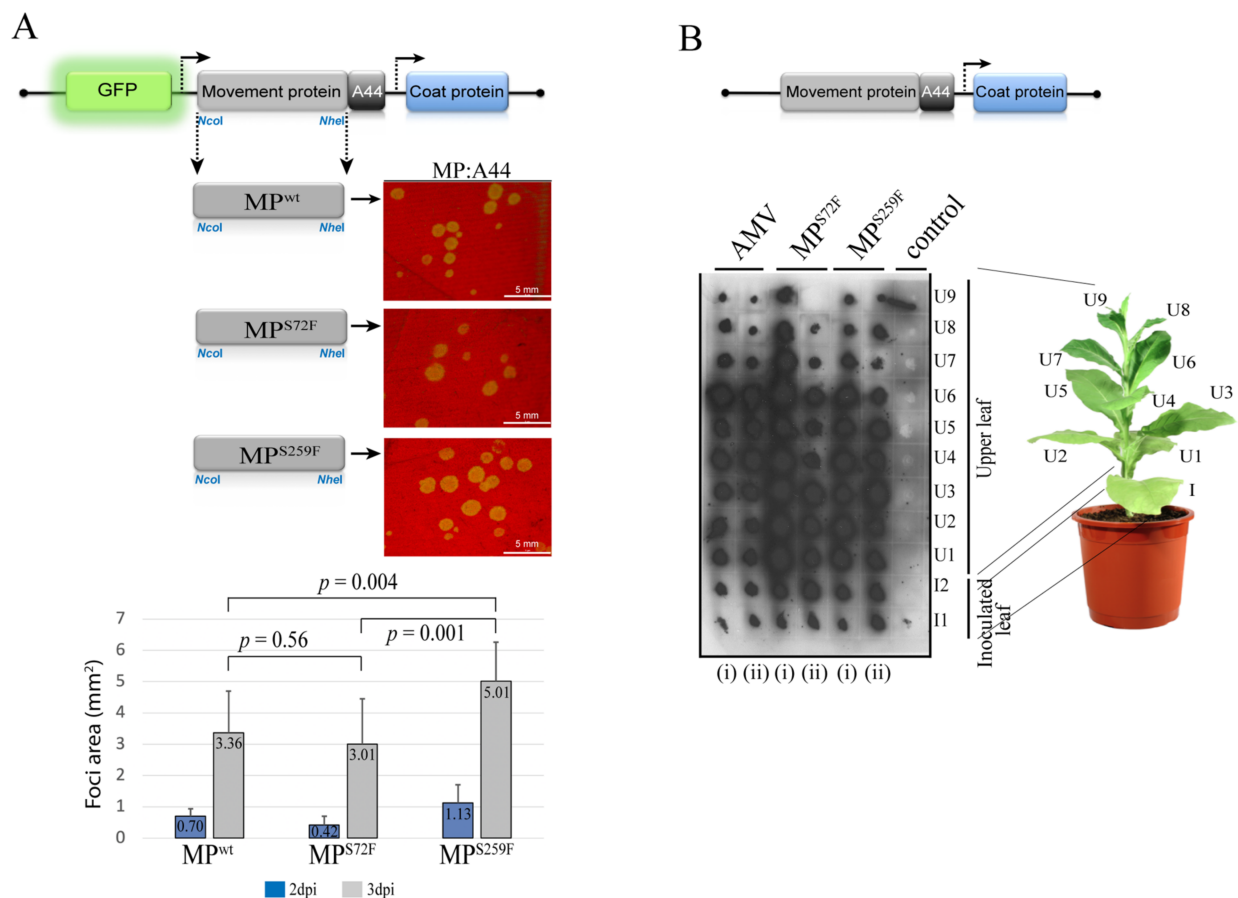 A
GFP
Movement protein
A44
Coat protein
NcoI
NheI
MP:A44
MPwt
NcoI
NheI
5 mm
MPS72F
NcoI
NheI
5 mm
MPS259F
NcoI
NheI
5 mm
p = 0.004
p = 0.001
p = 0.56
Foci area (mm2)
7
6
5
4
3
2
1
0
0.70
3.36
0.42
3.01
1.13
5.01
MPwt
MPS72F
MPS259F
2dpi
3dpi
B
Movement protein
A44
Coat protein
AMV
MPS72F
MPS259F
control
U9
U8
U7
U6
U5
U4
U3
U2
U1
I2
I1
Upper leaf
Inoculated
leaf
(i) (ii) (i) (ii) (i) (ii)
U9
U8
U7
U6
U5
U4
U3
U2
U1
I